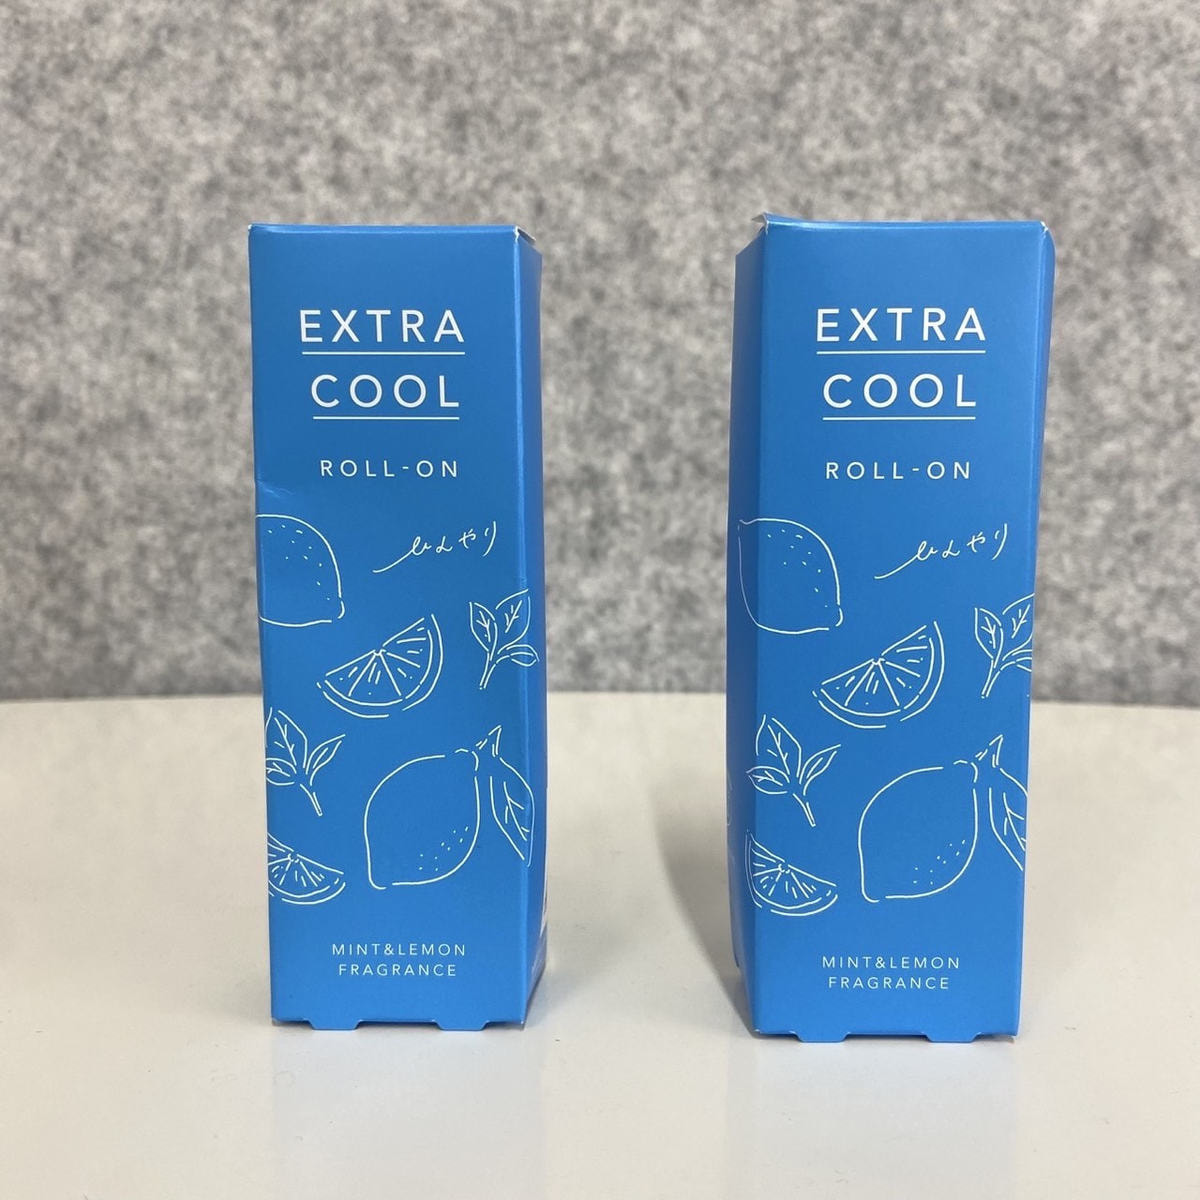 EXTRA
COOL
ROLL-ON
ひんやり
MINT&LEMON
FRAGRANCE
EXTRA
COOL
ROLL-ON
ひんやり
MINT&LEMON
FRAGRANCE